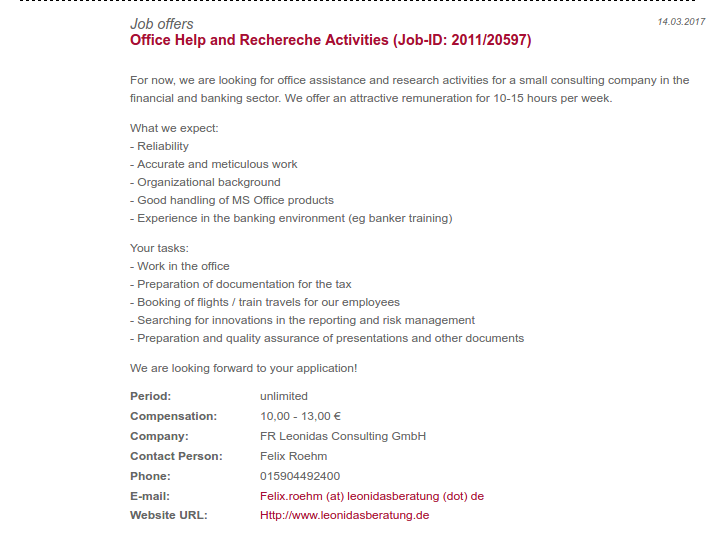 Job offers
14.03.2017
Office Help and Rechereche Activities (Job-ID: 2011/20597)
For now, we are looking for office assistance and research activities for a small consulting company in the
financial and banking sector. We offer an attractive remuneration for 10-15 hours per week.
What we expect:
- Reliability
- Accurate and meticulous work
- Organizational background
- Good handling of MS Office products
- Experience in the banking environment (eg banker training)
Your tasks:
- Work in the office
- Preparation of documentation for the tax
- Booking of flights / train travels for our employees
- Searching for innovations in the reporting and risk management
- Preparation and quality assurance of presentations and other documents
We are looking forward to your application!
Period: unlimited
Compensation: 10,00 - 13,00 €
Company: FR Leonidas Consulting GmbH
Contact Person: Felix Roehm
Phone: 015904492400
E-mail: Felix.roehm (at) leonidasberatung (dot) de
Website URL: Http://www.leonidasberatung.de